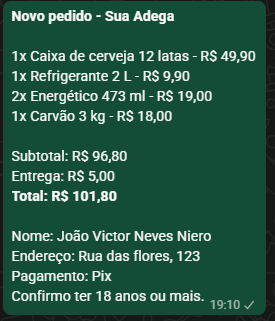 Novo pedido - Sua Adega
1x Caixa de cerveja 12 latas - R$ 49,90
1x Refrigerante 2 L - R$ 9,90
2x Energético 473 ml - R$ 19,00
1x Carvão 3 kg - R$ 18,00
Subtotal: R$ 96,80
Entrega: R$ 5,00
Total: R$ 101,80
Nome: João Victor Neves Niero
Endereço: Rua das flores, 123
Pagamento: Pix
Confirmo ter 18 anos ou mais.
19:10